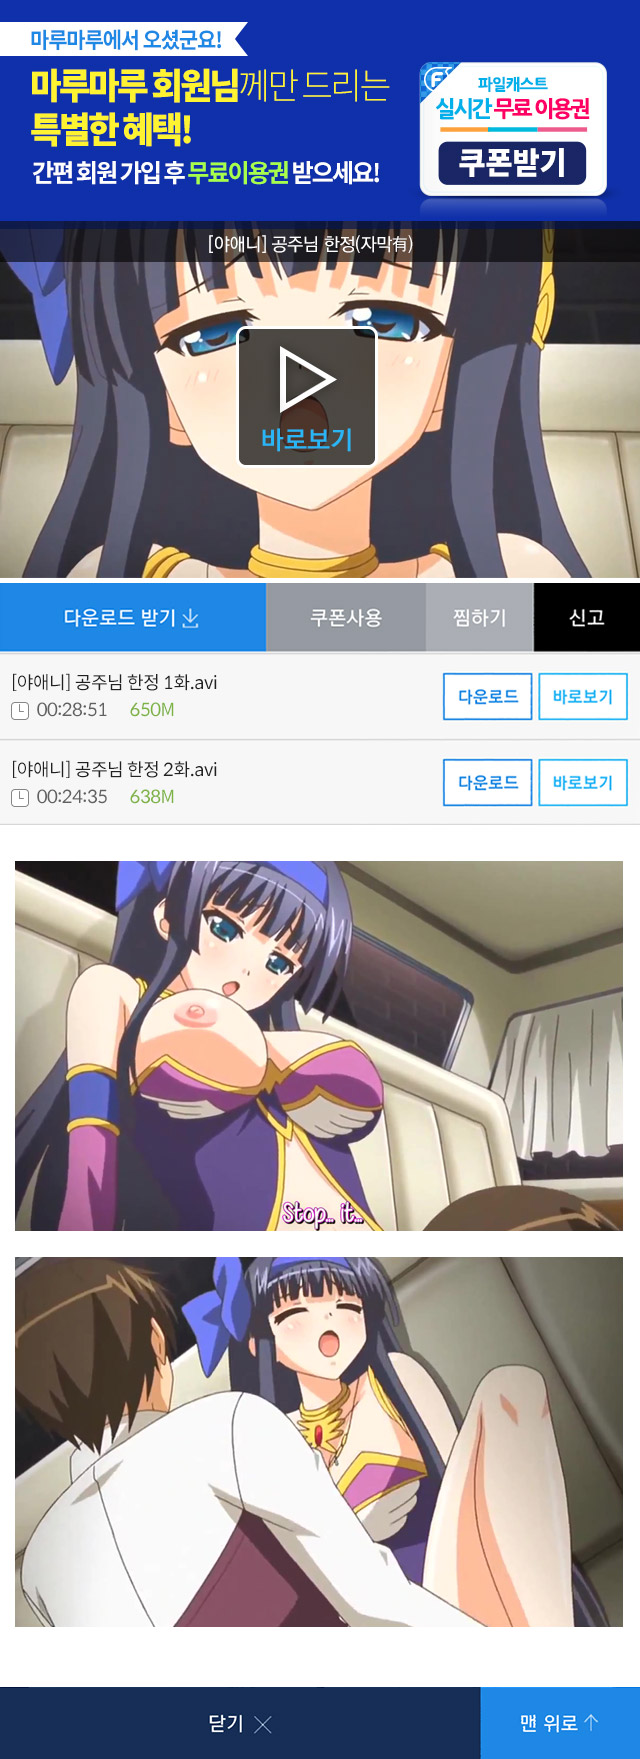 마루마루에서 오셨군요!
마루마루 회원님께만 드리는
특별한 혜택!
간편 회원 가입 후 무료이용권 받으세요!
F
파일캐스트
실시간 무료 이용권
쿠폰받기
[야애니] 공주님 한정(자막有)
바로보기
다운로드 받기
쿠폰사용
찜하기
신고
[야애니] 공주님 한정 1화.avi
00:28:51 650M
다운로드
바로보기
[야애니] 공주님 한정 2화.avi
00:24:35 638M
다운로드
바로보기
Stop.. it...
닫기
맨 위로